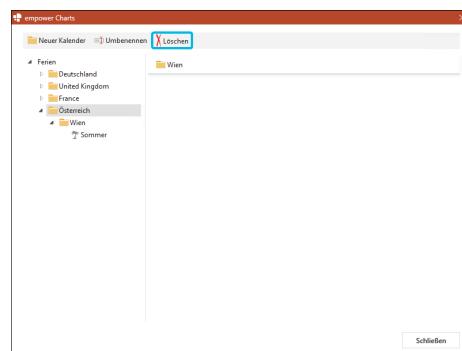 empower Charts
Neuer Kalender Umbenennen Löschen
Ferien
Deutschland
United Kingdom
France
Österreich
Wien
Sommer
Wien
Schließen